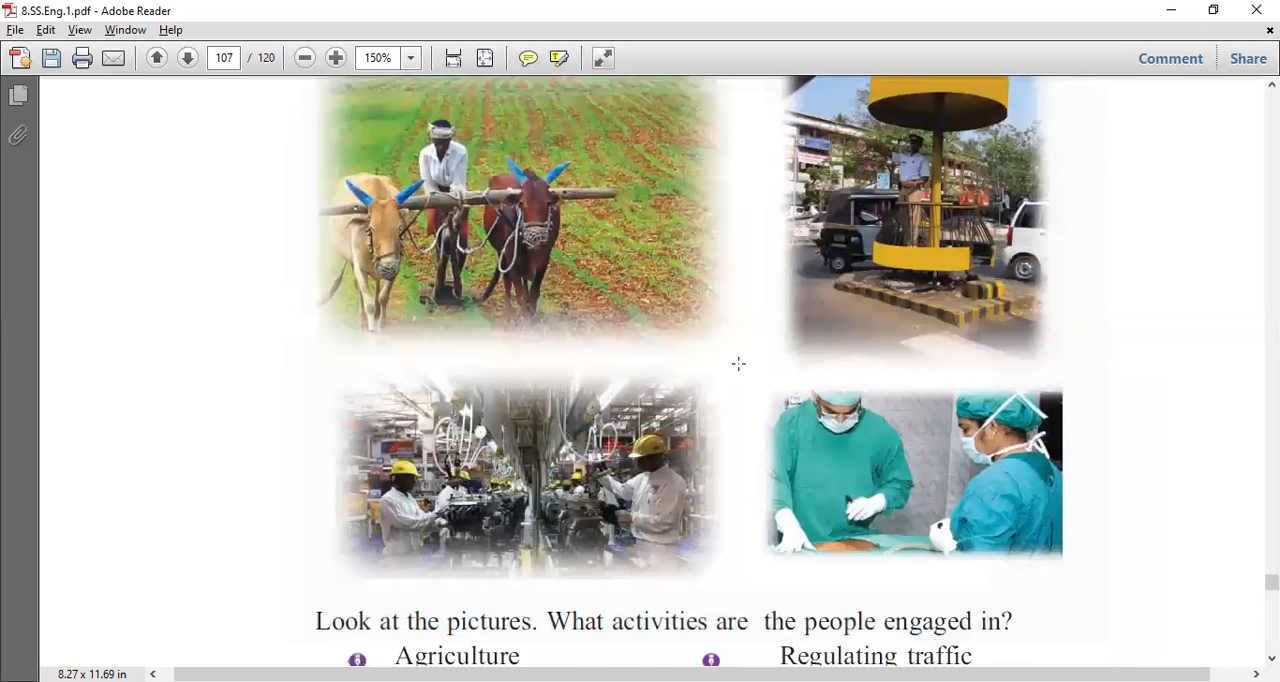 8.SS.Eng.1.pdf - Adobe Reader
File Edit View Window Help
107 / 120 150% Comment Share
Look at the pictures. What activities are the people engaged in?
Agriculture Regulating traffic
8.27 x 11.69 in